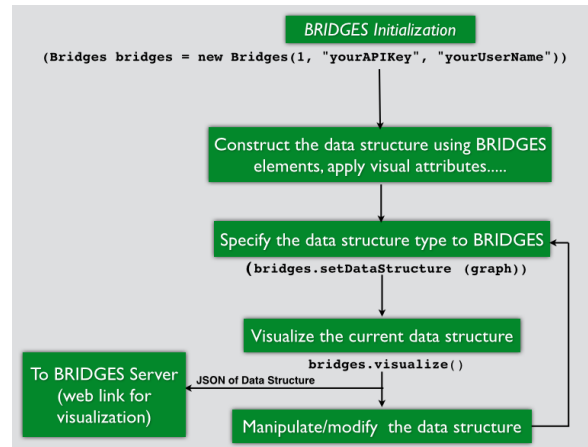 BRIDGES Initialization
(Bridges bridges = new Bridges(1, "yourAPIKey", "yourUserName"))
Construct the data structure using BRIDGES
elements, apply visual attributes.....
Specify the data structure type to BRIDGES
(bridges.setDataStructure (graph))
Visualize the current data structure
bridges.visualize()
To BRIDGES Server
(web link for
visualization)
JSON of Data Structure
Manipulate/modify the data structure